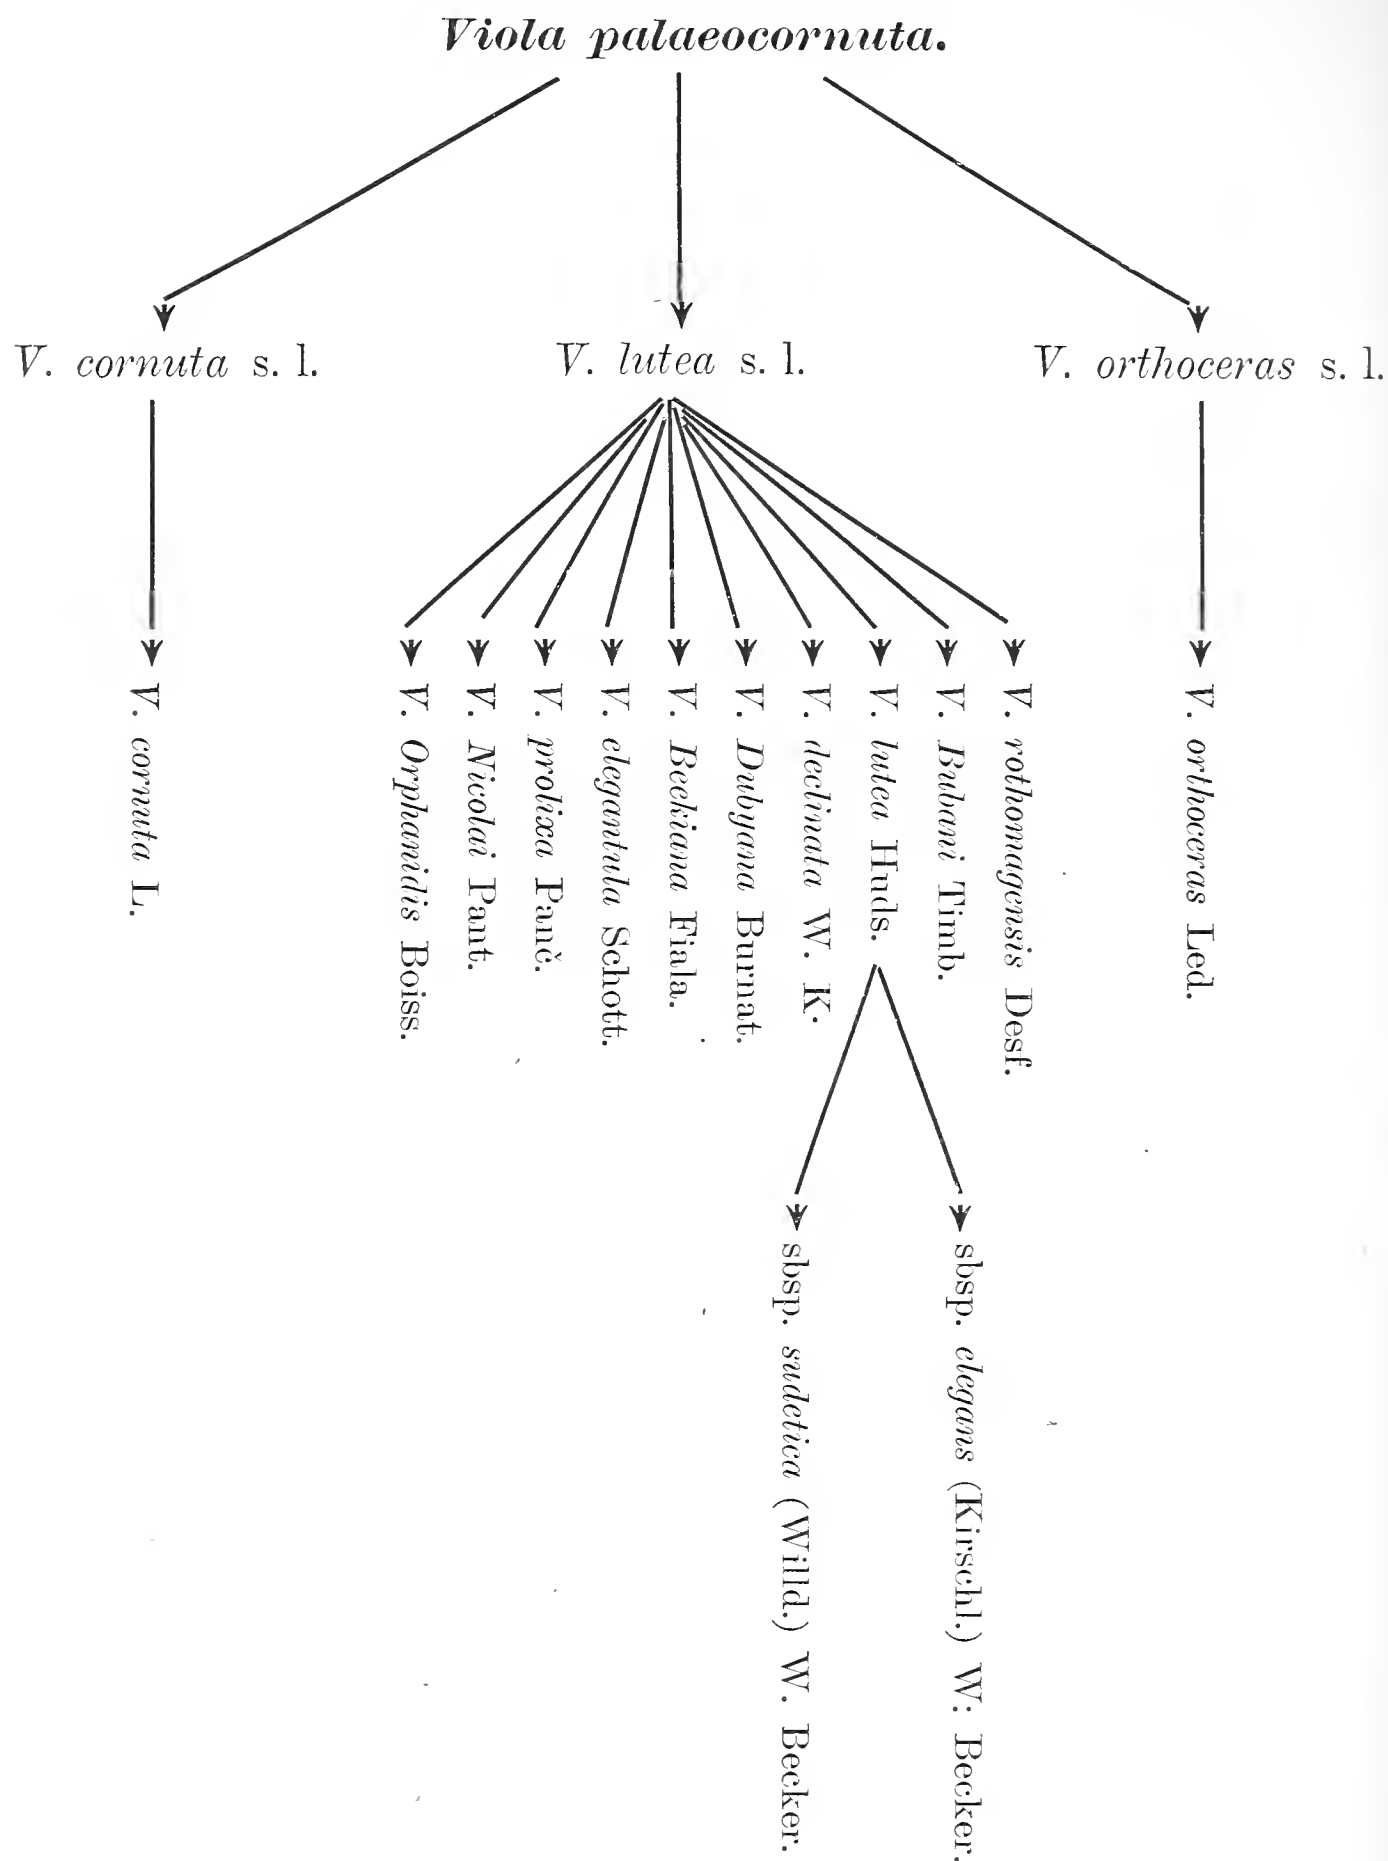 Viola palaeocornuta.
V. cornuta s. l.
V. lutea s. l.
V. orthoceras s. l.
V. cornuta L.
V. Orphanidis Boiss.
V. Nicolai Pant.
V. prolixa Panč.
V. elegantula Schott.
V. Beckiana Fiala.
V. Dubyana Burnat.
V. declinata W. K.
V. lutea Huds.
V. Bubani Timb.
V. rothomagensis Desf.
V. orthoceras Led.
sbsp. sudetica (Willd.) W. Becker.
sbsp. elegans (Kirschl.) W: Becker.